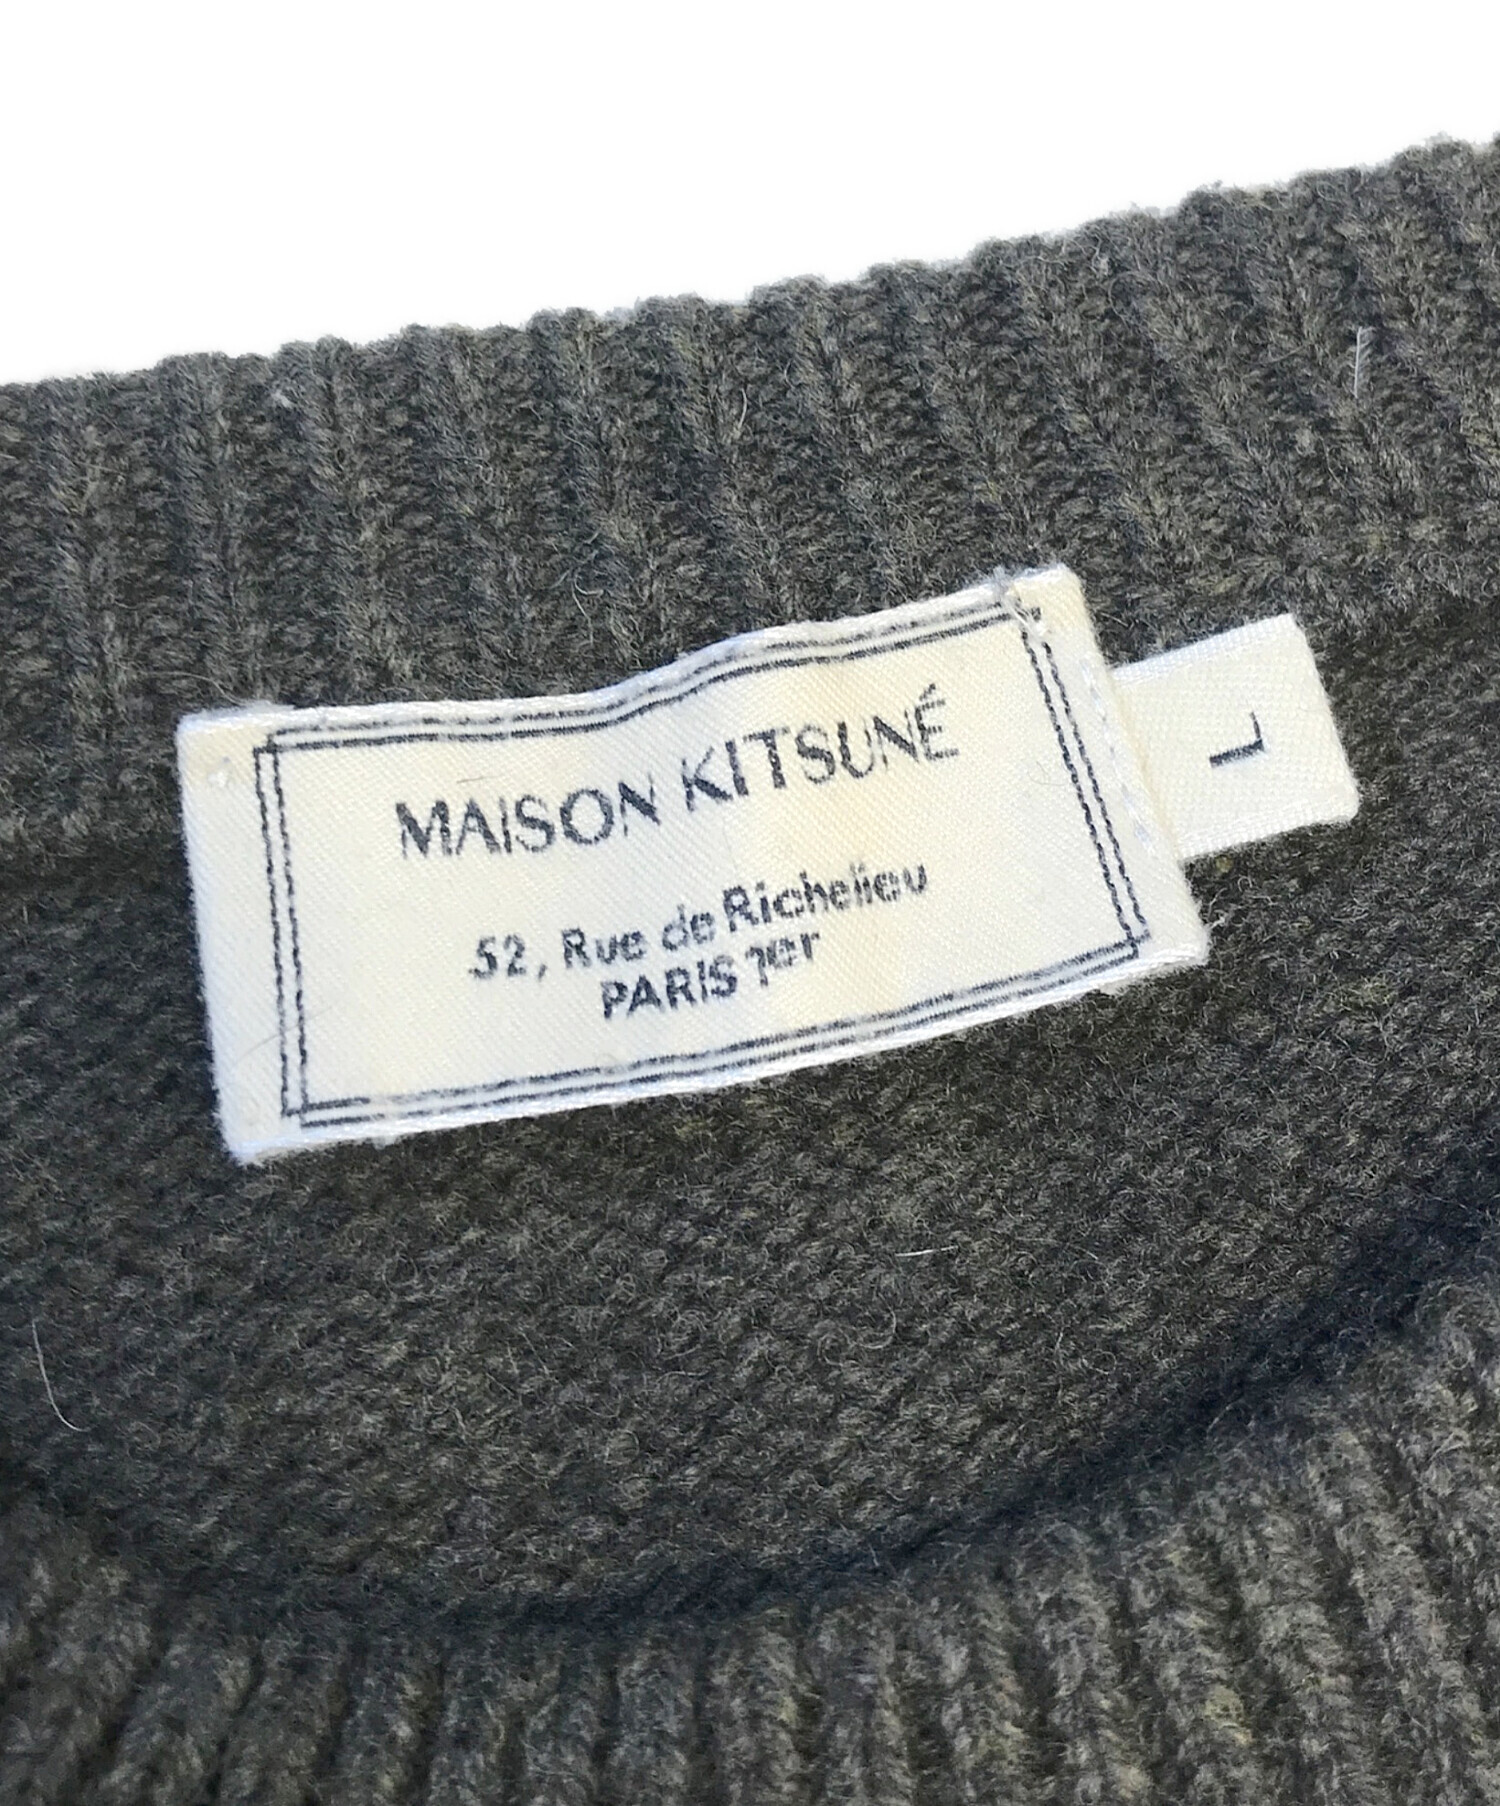 MAISON KITSUNÉ
52, Rue de Richelieu
PARIS 1er
L